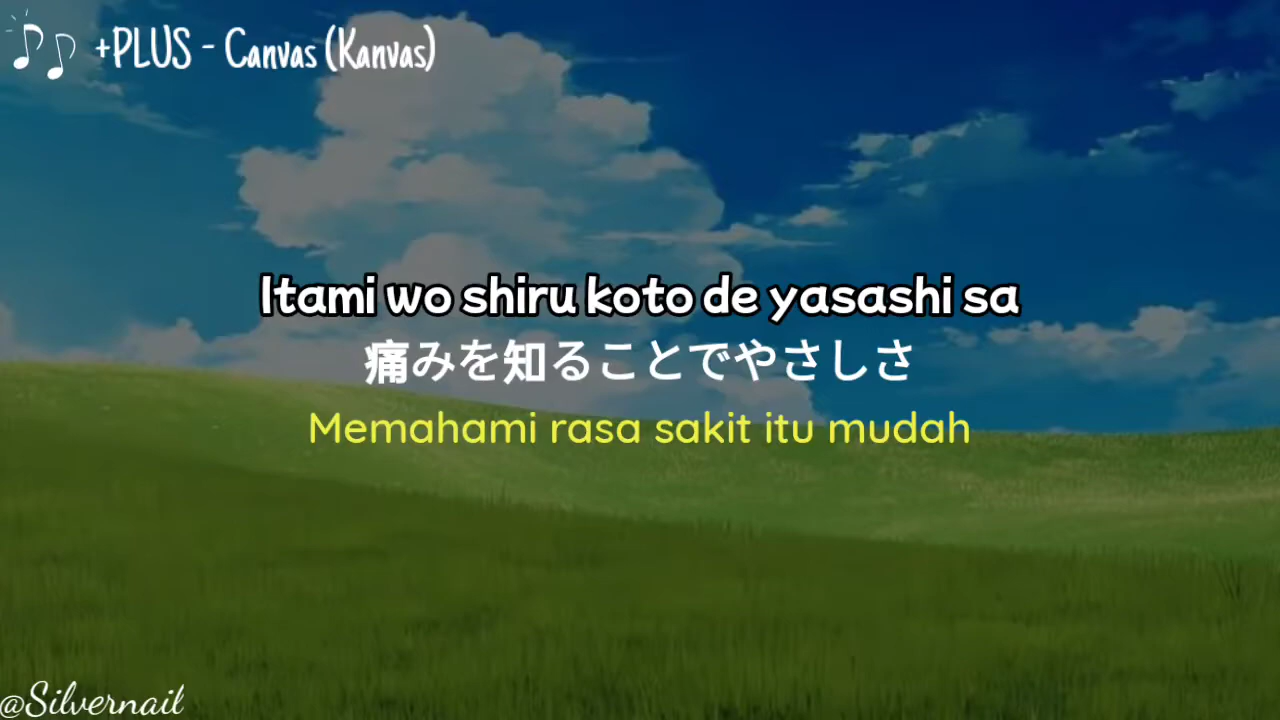 +PLUS - Canvas (Kanvas)
Itami wo shiru koto de yasashi sa
痛みを知ることでやさしさ
Memahami rasa sakit itu mudah
@Silvernail